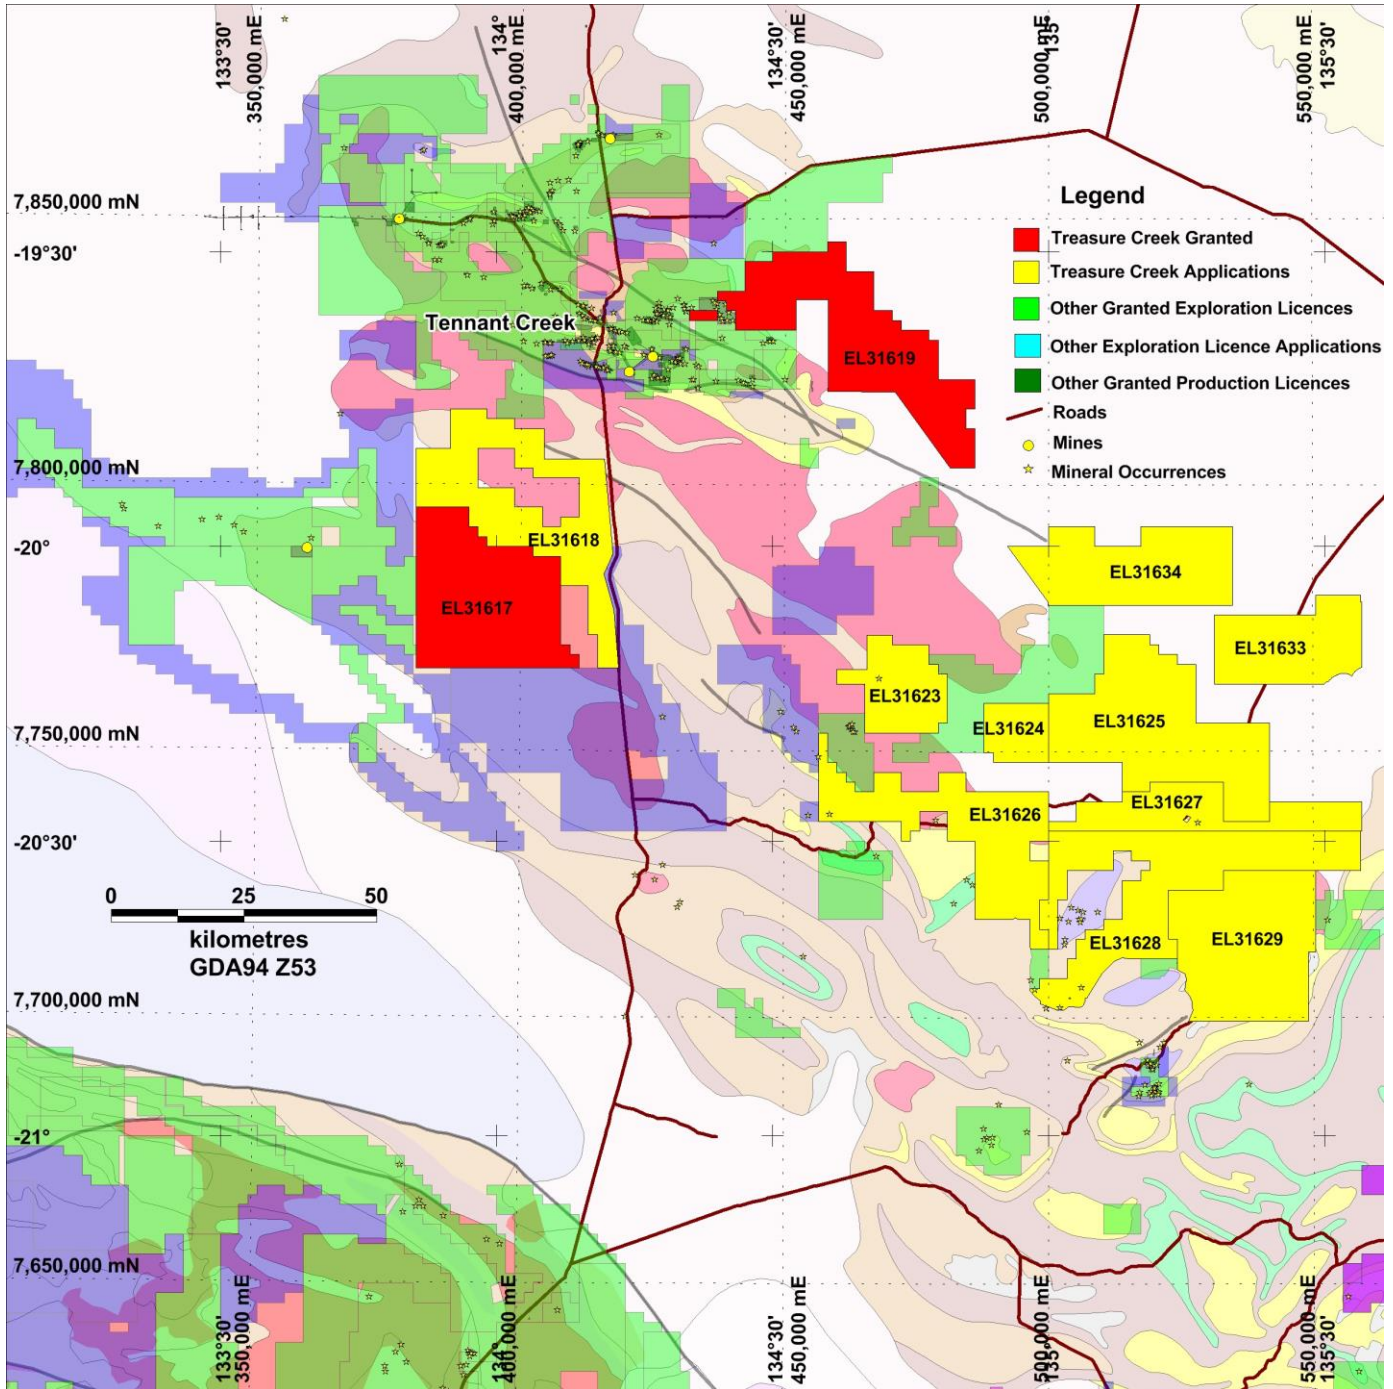 133°30'
350,000 mE
134°
400,000 mE
134°30'
450,000 mE
500,000 mE
135°
550,000 mE
135°30'
7,850,000 mN
-19°30'
Legend
Treasure Creek Granted
Treasure Creek Applications
Other Granted Exploration Licences
Other Exploration Licence Applications
Other Granted Production Licences
Roads
Mines
Mineral Occurrences
Tennant Creek
EL31619
7,800,000 mN
-20°
EL31618
EL31617
EL31634
EL31633
EL31623
EL31624
EL31625
7,750,000 mN
EL31626
EL31627
-20°30'
0 25 50
kilometres
GDA94 Z53
EL31628
EL31629
7,700,000 mN
-21°
7,650,000 mN
133°30'
350,000 mE
134°
400,000 mE
134°30'
450,000 mE
500,000 mE
135°
550,000 mE
135°30'